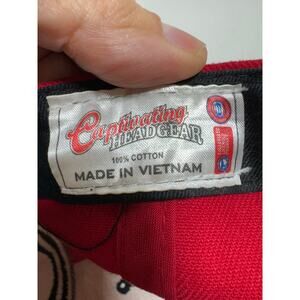 Captivating
HEADGEAR
100% COTTON
MADE IN VIETNAM